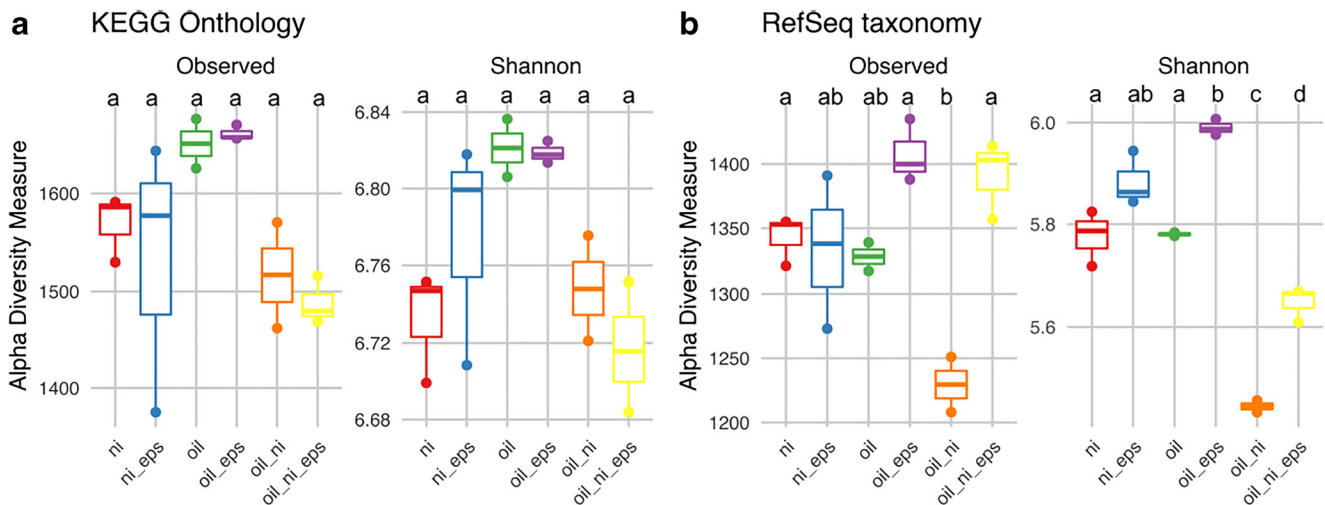 a KEGG Onthology
Observed
Shannon
a a a a a a
a a a a a a
Alpha Diversity Measure
1600
1500
1400
6.84
6.80
6.76
6.72
6.68
ni
ni_eps
oil
oil_eps
oil_ni
oil_ni_eps
ni
ni_eps
oil
oil_eps
oil_ni
oil_ni_eps
b RefSeq taxonomy
Observed
Shannon
a ab ab a b a
a ab a b c d
Alpha Diversity Measure
1400
1350
1300
1250
1200
6.0
5.8
5.6
ni
ni_eps
oil
oil_eps
oil_ni
oil_ni_eps
ni
ni_eps
oil
oil_eps
oil_ni
oil_ni_eps